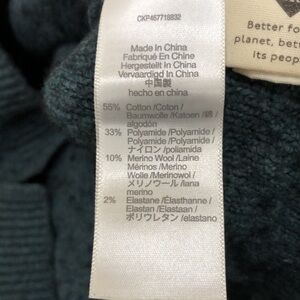 CXP457718832
Made In China
Fabriqué En Chine
Hergestellt In China
Vervaardigd In China
中国製
hecho en china
55% Cotton /Coton /
Baumwolle /Katoen /綿 /
algodón
33% Polyamide /Polyamide /
Polyamid /Polyamide /
ナイロン /poliamida
10% Merino Wool /Laine
Mérinos /Merino
Wolle /Merinowol /
メリノウール /lana
merino
2% Elastane /Élasthanne /
Elastan /Elastaan /
ポリウレタン /elastano
Better fo
planet, bett
its peop